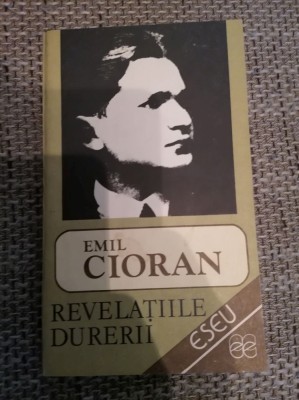 EMIL
CIORAN
REVELAȚIILE
DURERII
ESEU